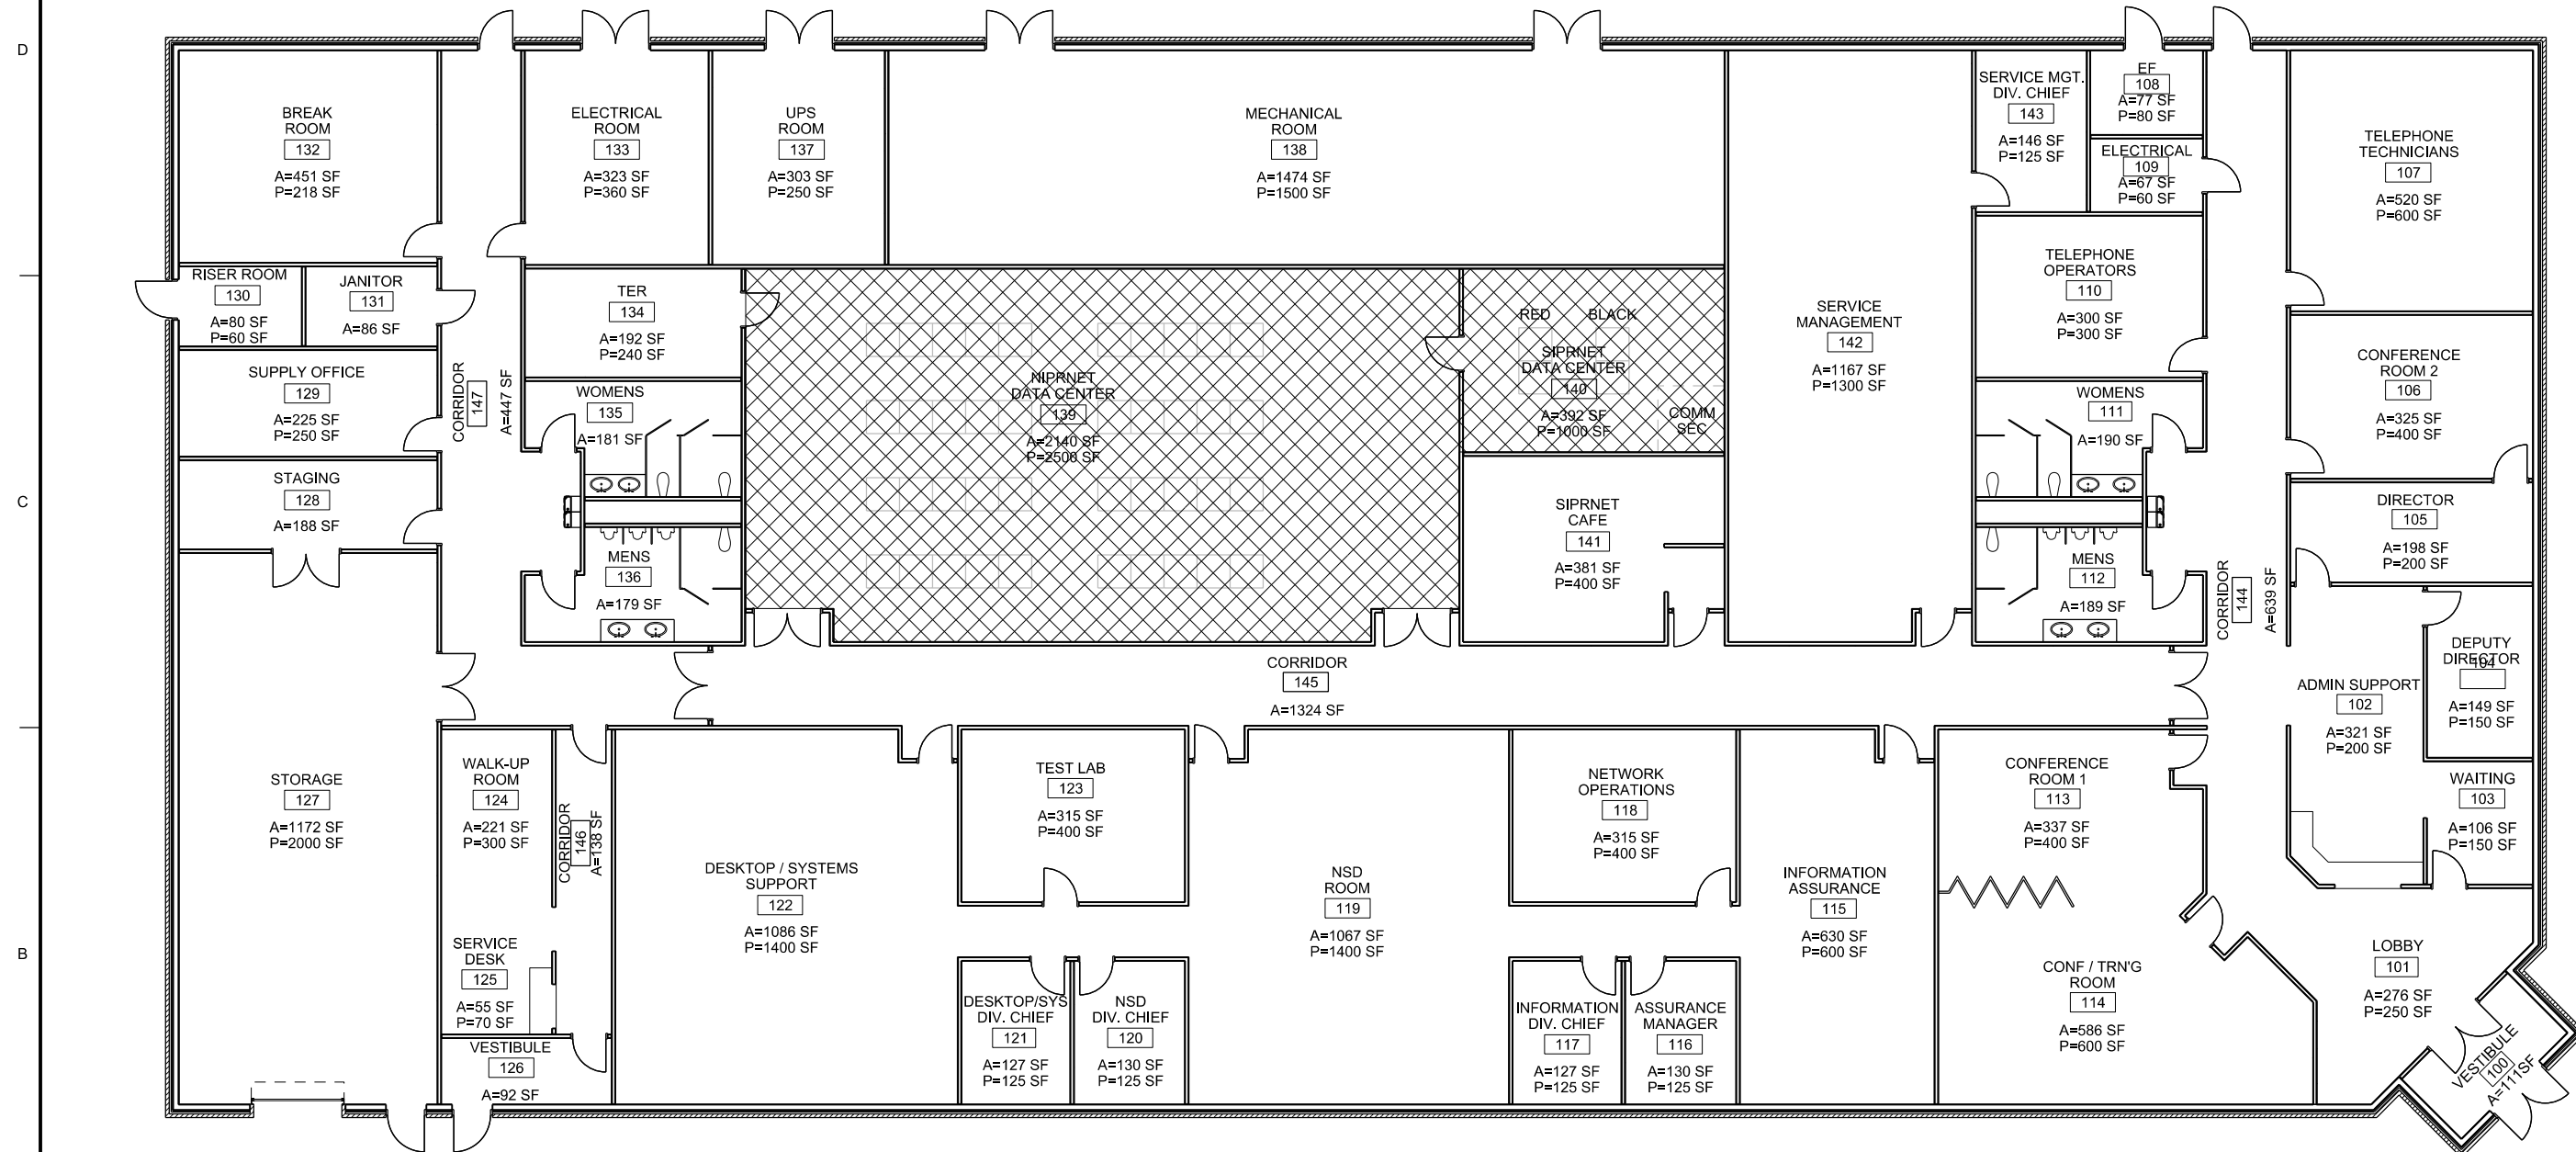 D
C
B
BREAK
ROOM
132
A=451 SF
P=218 SF
ELECTRICAL
ROOM
133
A=323 SF
P=360 SF
UPS
ROOM
137
A=303 SF
P=250 SF
MECHANICAL
ROOM
138
A=1474 SF
P=1500 SF
SERVICE MGT.
DIV. CHIEF
143
A=146 SF
P=125 SF
EF
108
A=77 SF
P=80 SF
ELECTRICAL
109
A=67 SF
P=60 SF
TELEPHONE
TECHNICIANS
107
A=520 SF
P=600 SF
RISER ROOM
130
A=80 SF
P=60 SF
JANITOR
131
A=86 SF
TER
134
A=192 SF
P=240 SF
SUPPLY OFFICE
129
A=225 SF
P=250 SF
CORRIDOR
147
A=447 SF
WOMENS
135
A=181 SF
NIPRNET
DATA CENTER
139
A=2140 SF
P=2500 SF
RED
BLACK
SIPRNET
DATA CENTER
140
A=392 SF
P=1000 SF
COMM
SEC
SERVICE
MANAGEMENT
142
A=1167 SF
P=1300 SF
TELEPHONE
OPERATORS
110
A=300 SF
P=300 SF
CONFERENCE
ROOM 2
106
A=325 SF
P=400 SF
WOMENS
111
A=190 SF
STAGING
128
A=188 SF
MENS
136
A=179 SF
SIPRNET
CAFE
141
A=381 SF
P=400 SF
MENS
112
A=189 SF
CORRIDOR
144
A=639 SF
DIRECTOR
105
A=198 SF
P=200 SF
DEPUTY
DIRECTOR
104
A=149 SF
P=150 SF
ADMIN SUPPORT
102
A=321 SF
P=200 SF
CORRIDOR
145
A=1324 SF
STORAGE
127
A=1172 SF
P=2000 SF
WALK-UP
ROOM
124
A=221 SF
P=300 SF
CORRIDOR
146
A=138 SF
TEST LAB
123
A=315 SF
P=400 SF
NETWORK
OPERATIONS
118
A=315 SF
P=400 SF
CONFERENCE
ROOM 1
113
A=337 SF
P=400 SF
WAITING
103
A=106 SF
P=150 SF
DESKTOP / SYSTEMS
SUPPORT
122
A=1086 SF
P=1400 SF
NSD
ROOM
119
A=1067 SF
P=1400 SF
INFORMATION
ASSURANCE
115
A=630 SF
P=600 SF
SERVICE
DESK
125
A=55 SF
P=70 SF
VESTIBULE
126
A=92 SF
DESKTOP/SYS
DIV. CHIEF
121
A=127 SF
P=125 SF
NSD
DIV. CHIEF
120
A=130 SF
P=125 SF
INFORMATION
DIV. CHIEF
117
A=127 SF
P=125 SF
ASSURANCE
MANAGER
116
A=130 SF
P=125 SF
CONF / TRN'G
ROOM
114
A=586 SF
P=600 SF
LOBBY
101
A=276 SF
P=250 SF
VESTIBULE
100
A=111SF